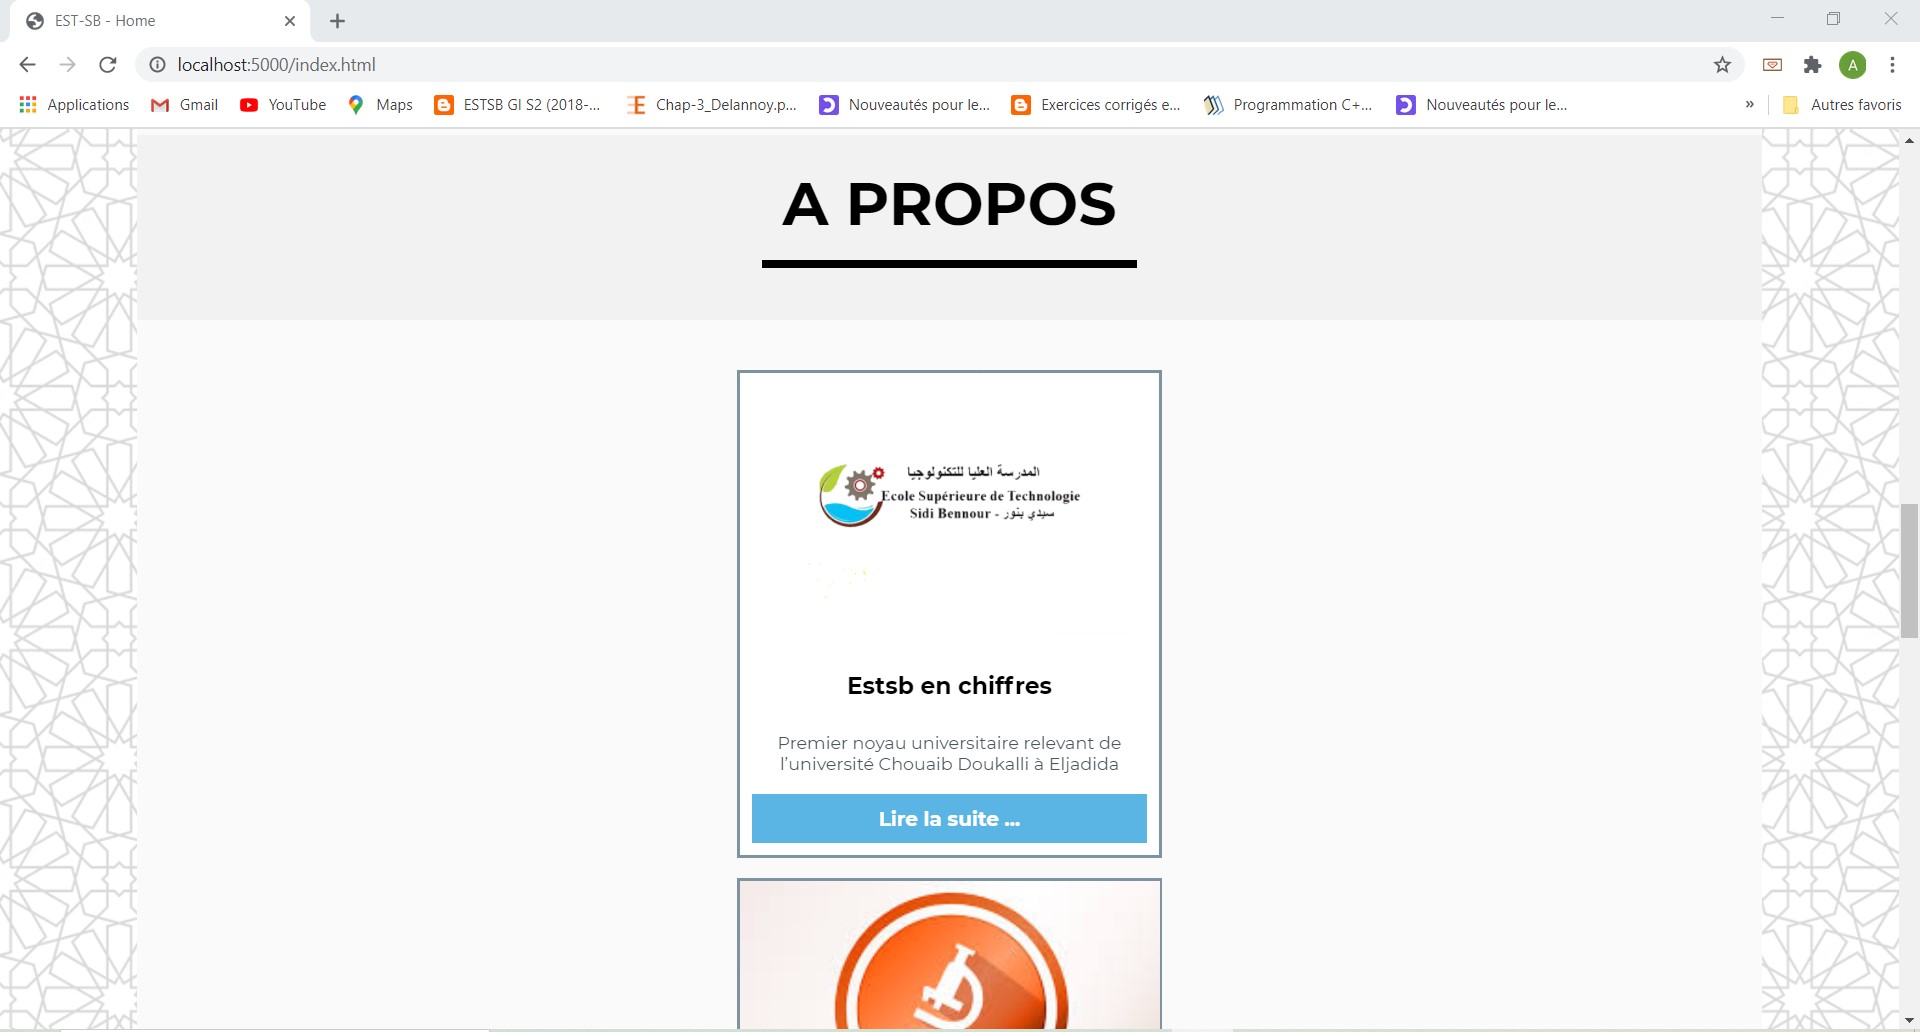 EST-SB - Home
localhost:5000/index.html
A
Applications
Gmail
YouTube
Maps
ESTSB GI S2 (2018-...
Chap-3_Delannoy.p...
Nouveautés pour le...
Exercices corrigés e...
Programmation C+...
Nouveautés pour le...
»
Autres favoris
A PROPOS
المدرسة العليا للتكنولوجيا
Ecole Supérieure de Technologie
Sidi Bennour - سيدي بنور
Estsb en chiffres
Premier noyau universitaire relevant de
l'université Chouaib Doukalli à Eljadida
Lire la suite ...